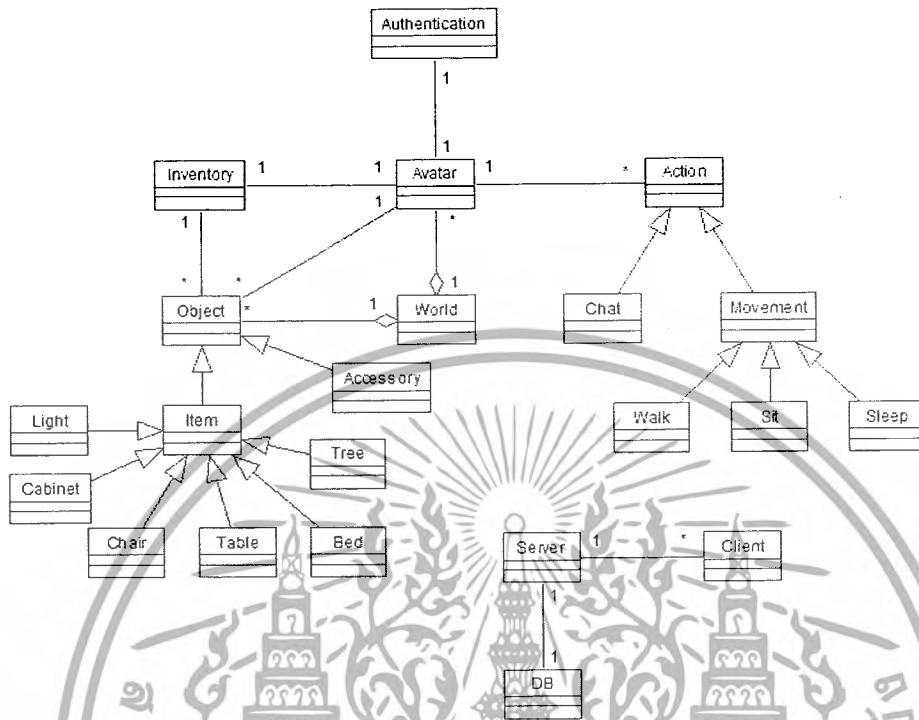 Authentication
1
1
Inventory
1
1
Avatar
1
*
Action
1
1
*
*
*
Object
*
1
1
World
Chat
Movement
Accessory
Light
Item
Tree
Walk
Sit
Sleep
Cabinet
Chair
Table
Bed
Server
1
*
Client
1
1
DB